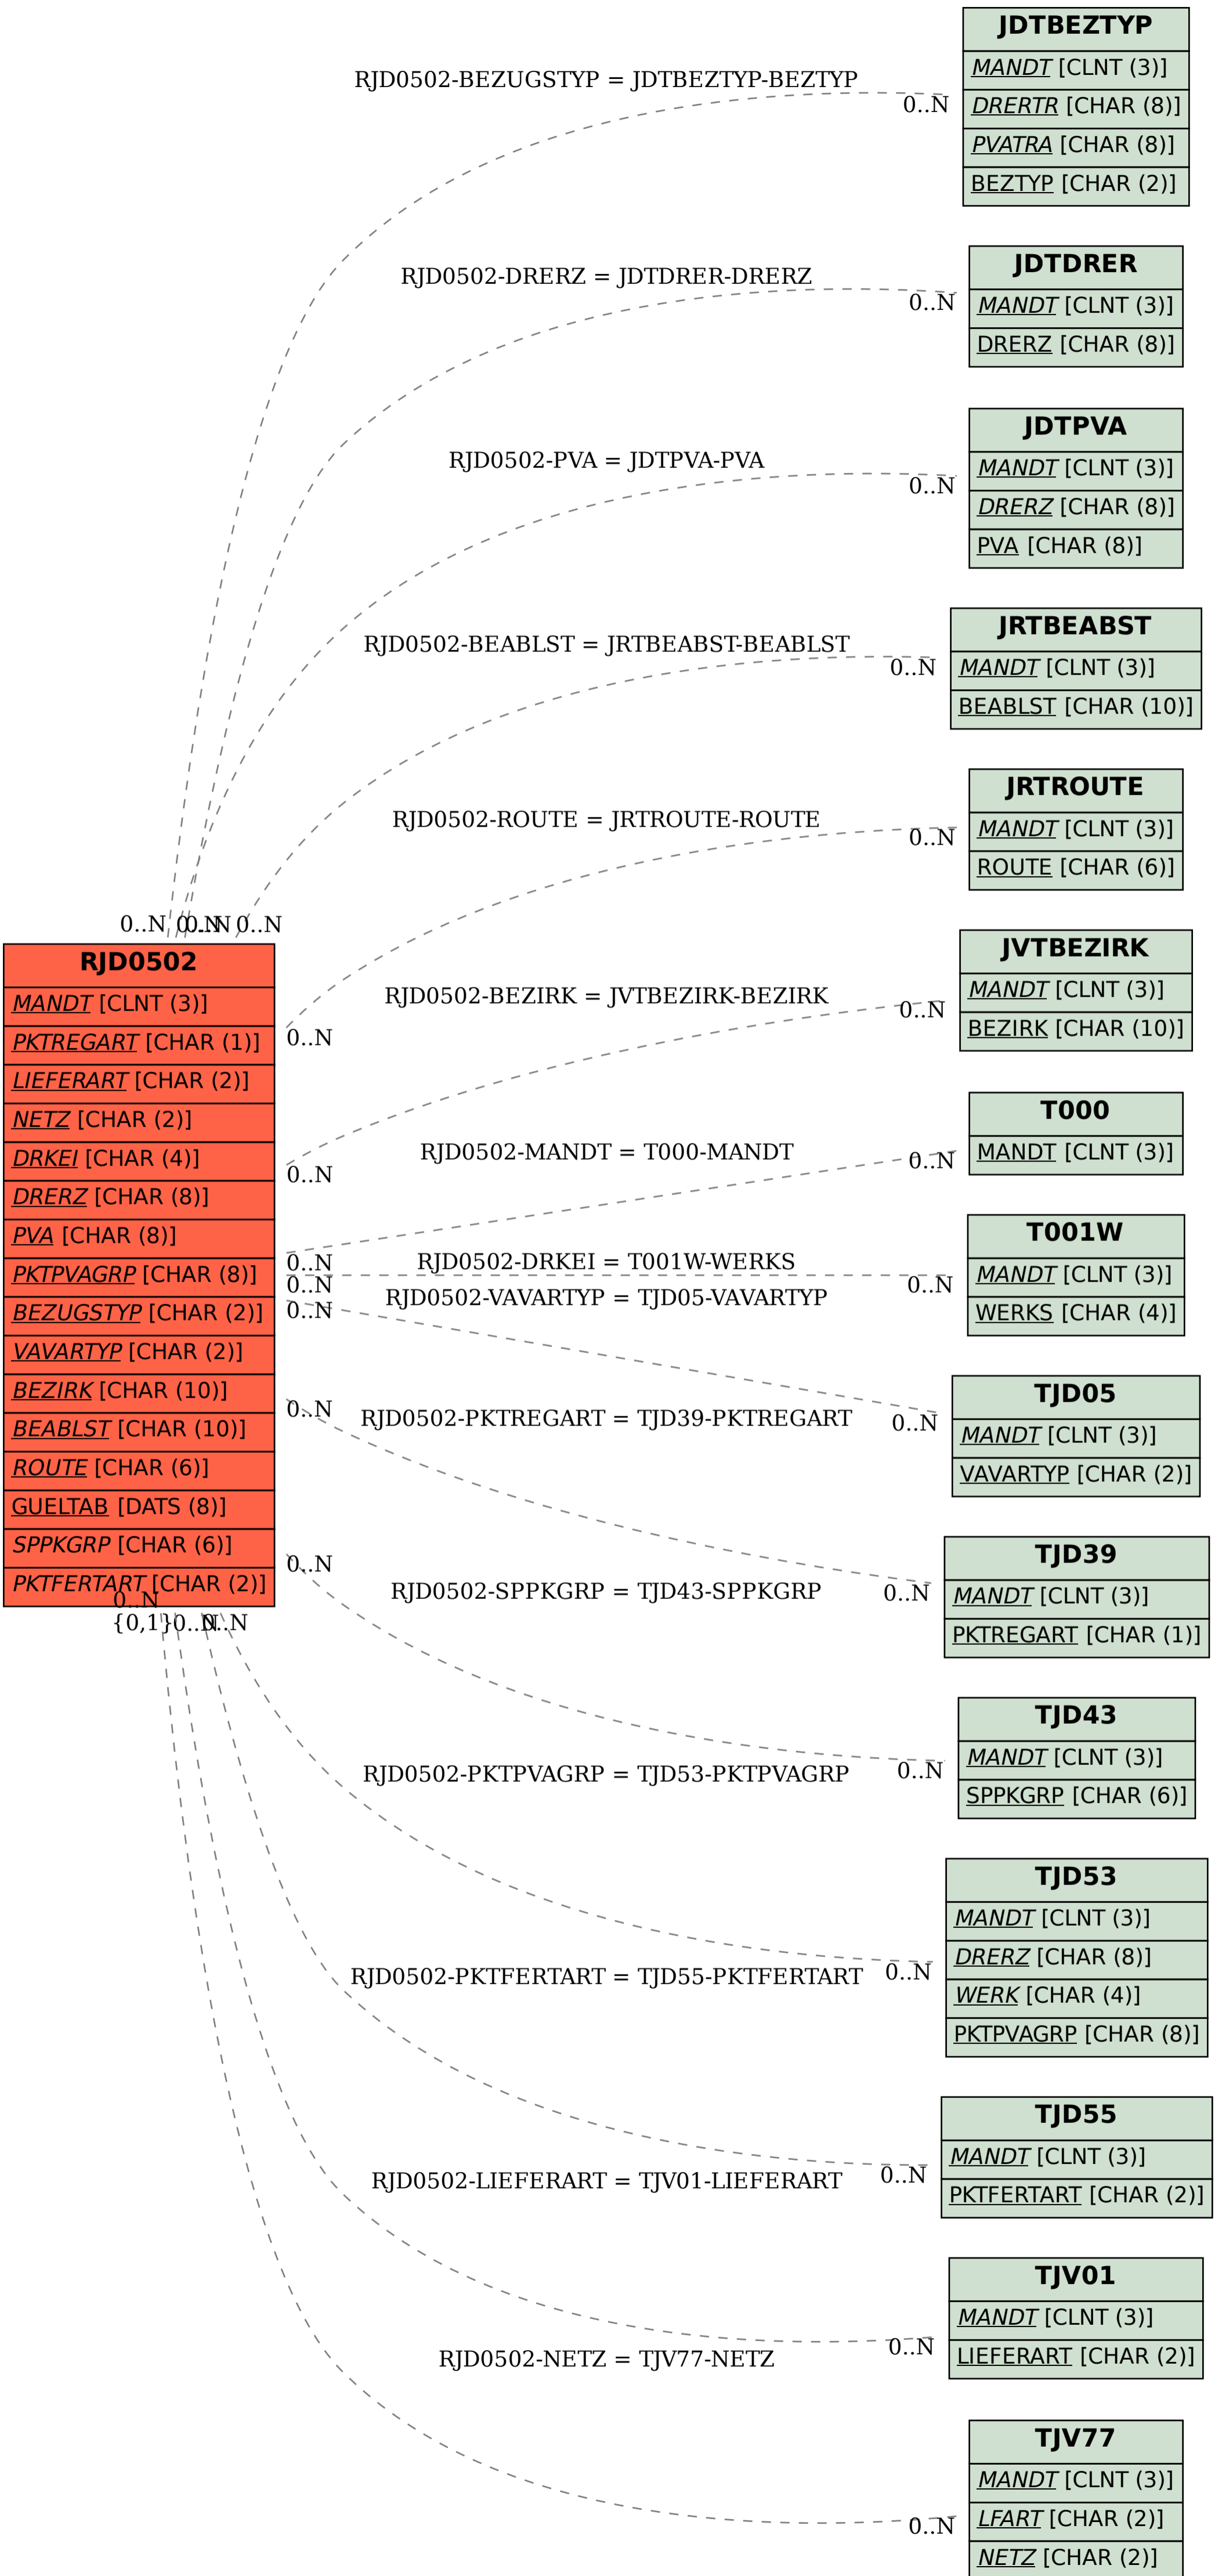 JDTBEZTYP
MANDT [CLNT (3)]
DRERTR [CHAR (8)]
PVATRA [CHAR (8)]
BEZTYP [CHAR (2)]
RJD0502-BEZUGSTYP = JDTBEZTYP-BEZTYP
0..N
JDTDRER
MANDT [CLNT (3)]
DRERZ [CHAR (8)]
RJD0502-DRERZ = JDTDRER-DRERZ
0..N
JDTPVA
MANDT [CLNT (3)]
DRERZ [CHAR (8)]
PVA [CHAR (8)]
RJD0502-PVA = JDTPVA-PVA
0..N
JRTBEABST
MANDT [CLNT (3)]
BEABLST [CHAR (10)]
RJD0502-BEABLST = JRTBEABST-BEABLST
0..N
JRTROUTE
MANDT [CLNT (3)]
ROUTE [CHAR (6)]
RJD0502-ROUTE = JRTROUTE-ROUTE
0..N
0..N
0..N
0..N
0..N
RJD0502
MANDT [CLNT (3)]
PKTREGART [CHAR (1)]
LIEFERART [CHAR (2)]
NETZ [CHAR (2)]
DRKEI [CHAR (4)]
DRERZ [CHAR (8)]
PVA [CHAR (8)]
PKTPVAGRP [CHAR (8)]
BEZUGSTYP [CHAR (2)]
VAVARTYP [CHAR (2)]
BEZIRK [CHAR (10)]
BEABLST [CHAR (10)]
ROUTE [CHAR (6)]
GUELTAB [DATS (8)]
SPPKGRP [CHAR (6)]
PKTFERTART [CHAR (2)]
0..N
{0,1}
0..N
0..N
0..N
0..N
0..N
0..N
0..N
0..N
0..N
JVTBEZIRK
MANDT [CLNT (3)]
BEZIRK [CHAR (10)]
RJD0502-BEZIRK = JVTBEZIRK-BEZIRK
0..N
T000
MANDT [CLNT (3)]
RJD0502-MANDT = T000-MANDT
0..N
T001W
MANDT [CLNT (3)]
WERKS [CHAR (4)]
RJD0502-DRKEI = T001W-WERKS
0..N
RJD0502-VAVARTYP = TJD05-VAVARTYP
TJD05
MANDT [CLNT (3)]
VAVARTYP [CHAR (2)]
0..N
RJD0502-PKTREGART = TJD39-PKTREGART
TJD39
MANDT [CLNT (3)]
PKTREGART [CHAR (1)]
0..N
RJD0502-SPPKGRP = TJD43-SPPKGRP
TJD43
MANDT [CLNT (3)]
SPPKGRP [CHAR (6)]
0..N
RJD0502-PKTPVAGRP = TJD53-PKTPVAGRP
TJD53
MANDT [CLNT (3)]
DRERZ [CHAR (8)]
WERK [CHAR (4)]
PKTPVAGRP [CHAR (8)]
0..N
RJD0502-PKTFERTART = TJD55-PKTFERTART
TJD55
MANDT [CLNT (3)]
PKTFERTART [CHAR (2)]
0..N
RJD0502-LIEFERART = TJV01-LIEFERART
TJV01
MANDT [CLNT (3)]
LIEFERART [CHAR (2)]
0..N
RJD0502-NETZ = TJV77-NETZ
TJV77
MANDT [CLNT (3)]
LFART [CHAR (2)]
NETZ [CHAR (2)]
0..N